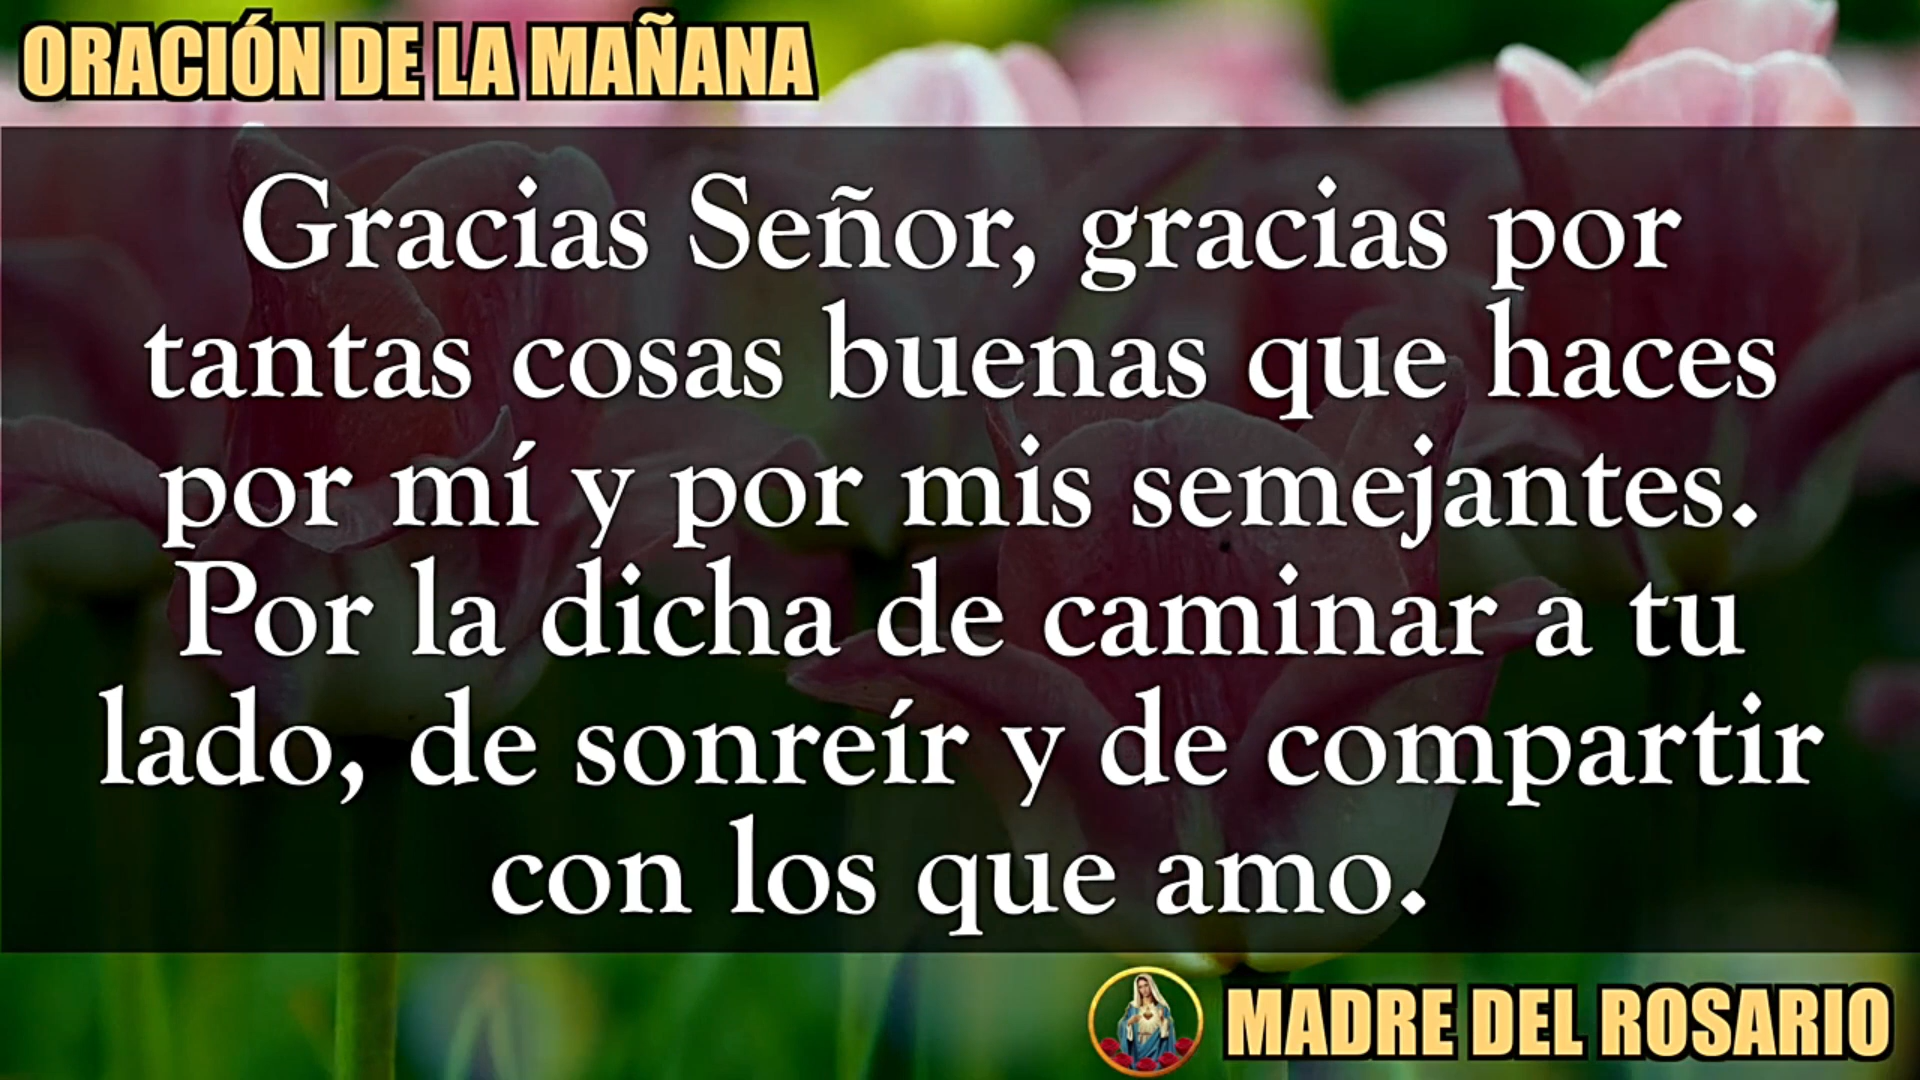 ORACIÓN DE LA MAÑANA
Gracias Señor, gracias por
tantas cosas buenas que haces
por mí y por mis semejantes.
Por la dicha de caminar a tu
lado, de sonreír y de compartir
con los que amo.
MADRE DEL ROSARIO